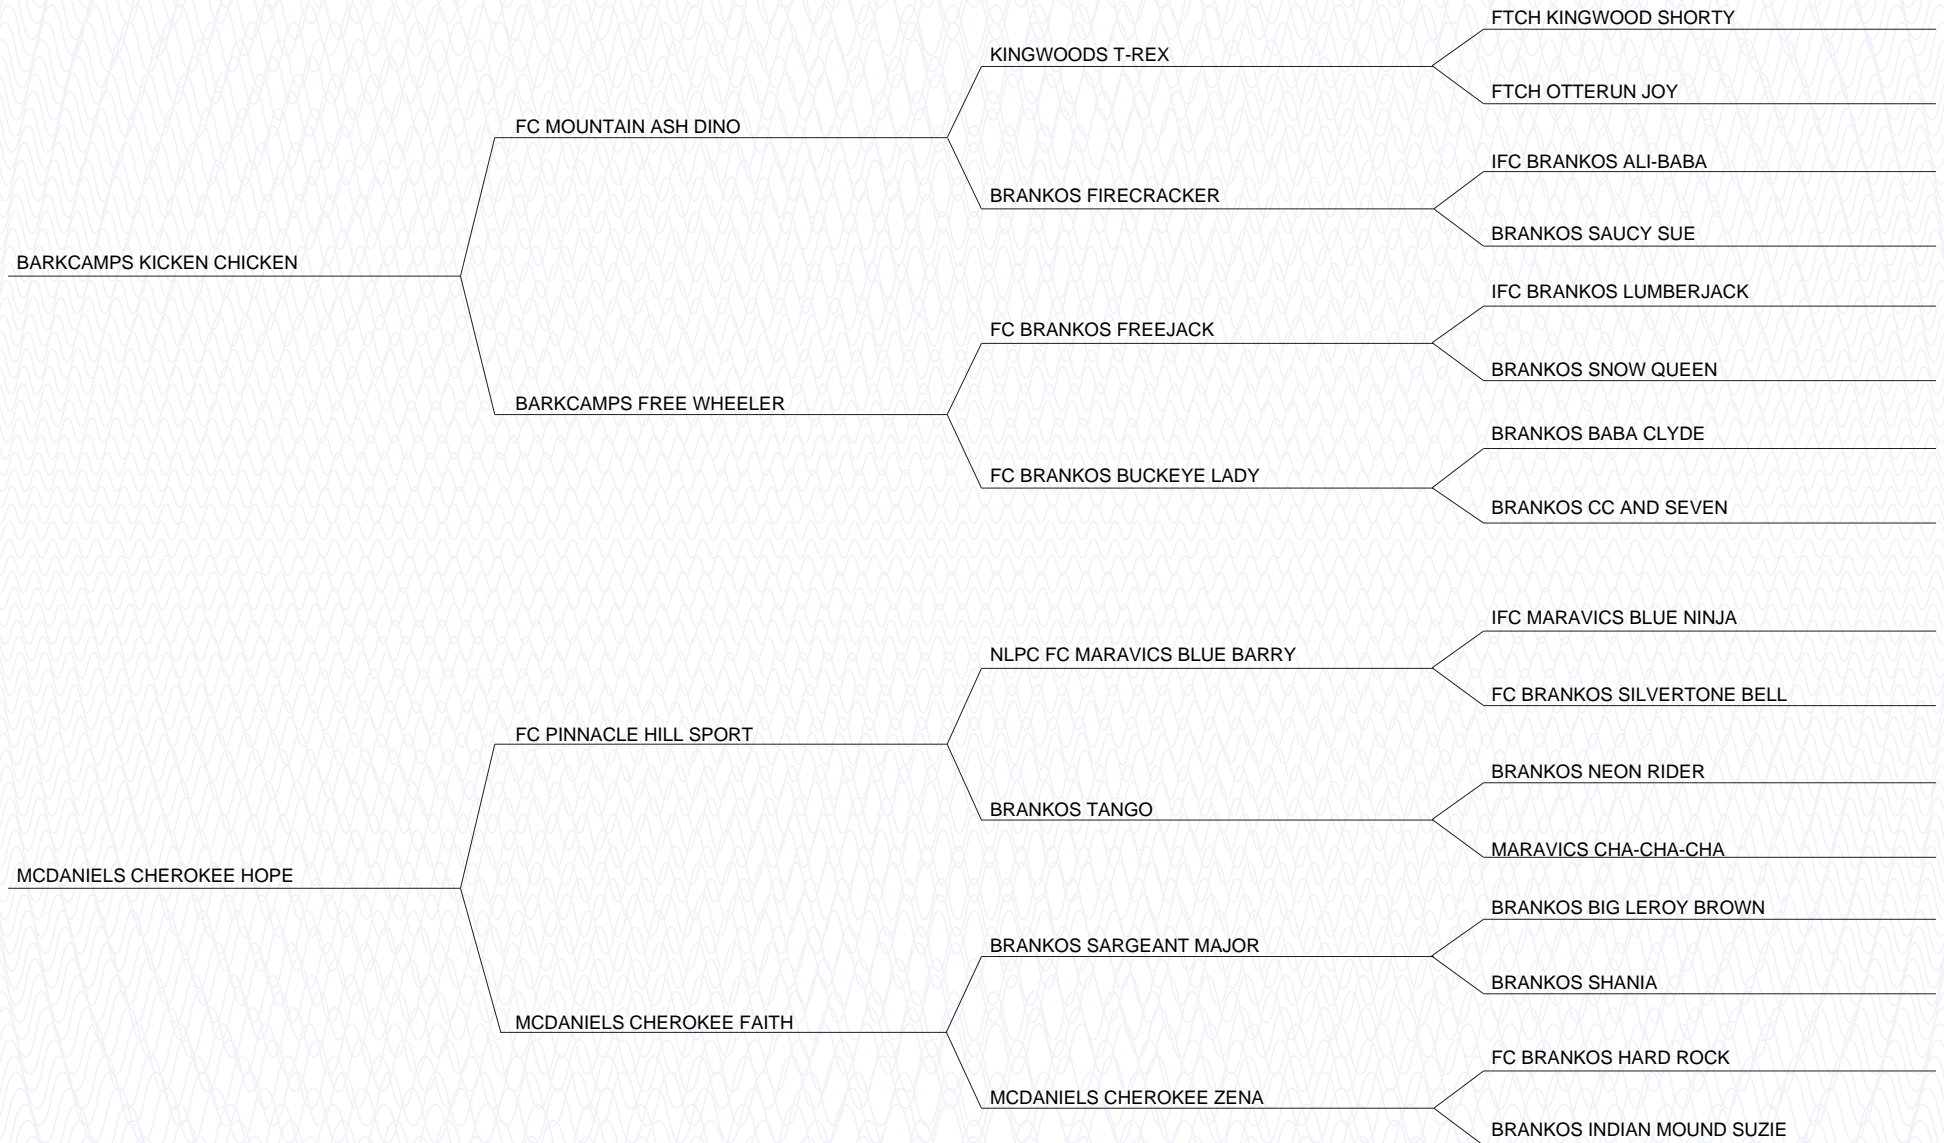 FTCH KINGWOOD SHORTY
KINGWOODS T-REX
FTCH OTTERUN JOY
FC MOUNTAIN ASH DINO
IFC BRANKOS ALI-BABA
BRANKOS FIRECRACKER
BRANKOS SAUCY SUE
BARKCAMPS KICKEN CHICKEN
IFC BRANKOS LUMBERJACK
FC BRANKOS FREEJACK
BRANKOS SNOW QUEEN
BARKCAMPS FREE WHEELER
BRANKOS BABA CLYDE
FC BRANKOS BUCKEYE LADY
BRANKOS CC AND SEVEN
IFC MARAVICS BLUE NINJA
NLPC FC MARAVICS BLUE BARRY
FC BRANKOS SILVERTONE BELL
FC PINNACLE HILL SPORT
BRANKOS NEON RIDER
BRANKOS TANGO
MARAVICS CHA-CHA-CHA
MCDANIELS CHEROKEE HOPE
BRANKOS BIG LEROY BROWN
BRANKOS SARGEANT MAJOR
BRANKOS SHANIA
MCDANIELS CHEROKEE FAITH
FC BRANKOS HARD ROCK
MCDANIELS CHEROKEE ZENA
BRANKOS INDIAN MOUND SUZIE